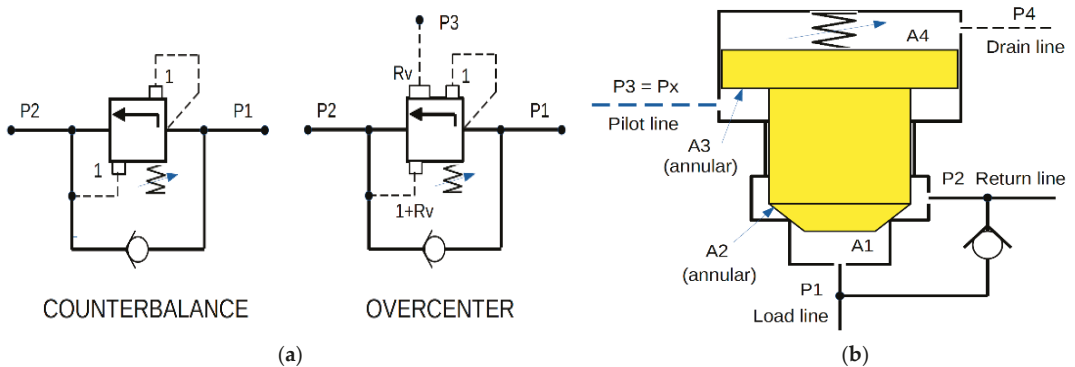 P3
1
Rv
1
P2
P1
P2
P1
1
1+Rv
COUNTERBALANCE
OVERCENTER
(a)
A4
P4
Drain line
P3 = Px
Pilot line
A3
(annular)
P2
Return line
A2
(annular)
A1
P1
Load line
(b)